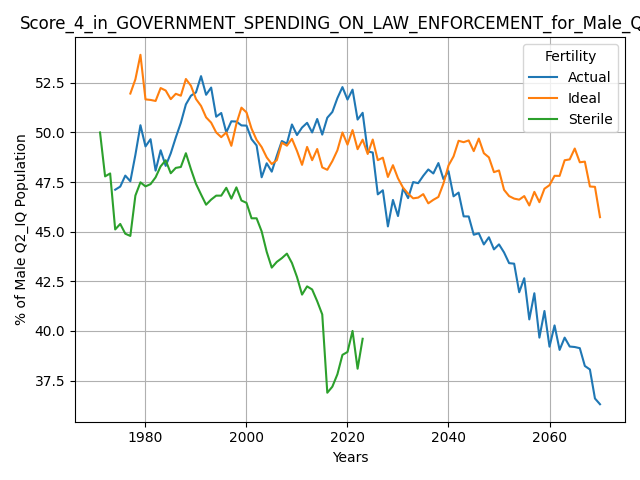 Score_4_in_GOVERNMENT_SPENDING_ON_LAW_ENFORCEMENT_for_Male_Q
Fertility
Actual
Ideal
Sterile
% of Male Q2_IQ Population
52.5
50.0
47.5
45.0
42.5
40.0
37.5
1980
2000
2020
2040
2060
Years